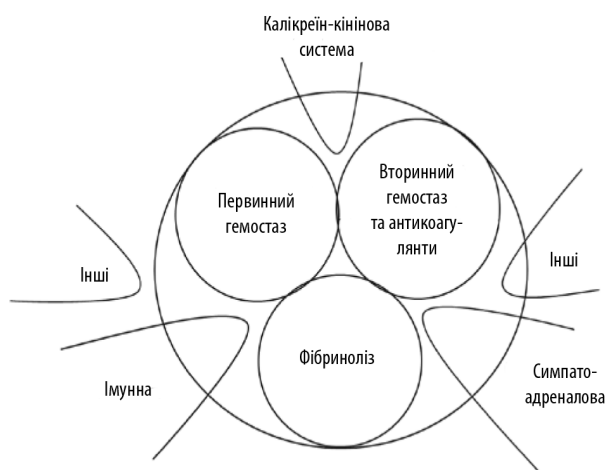 Калікреїн-кінінова
система
Первинний
гемостаз
Вторинний
гемостаз
та антикоагу-
лянти
Інші
Інші
Фібриноліз
Імунна
Симпато-
адреналова